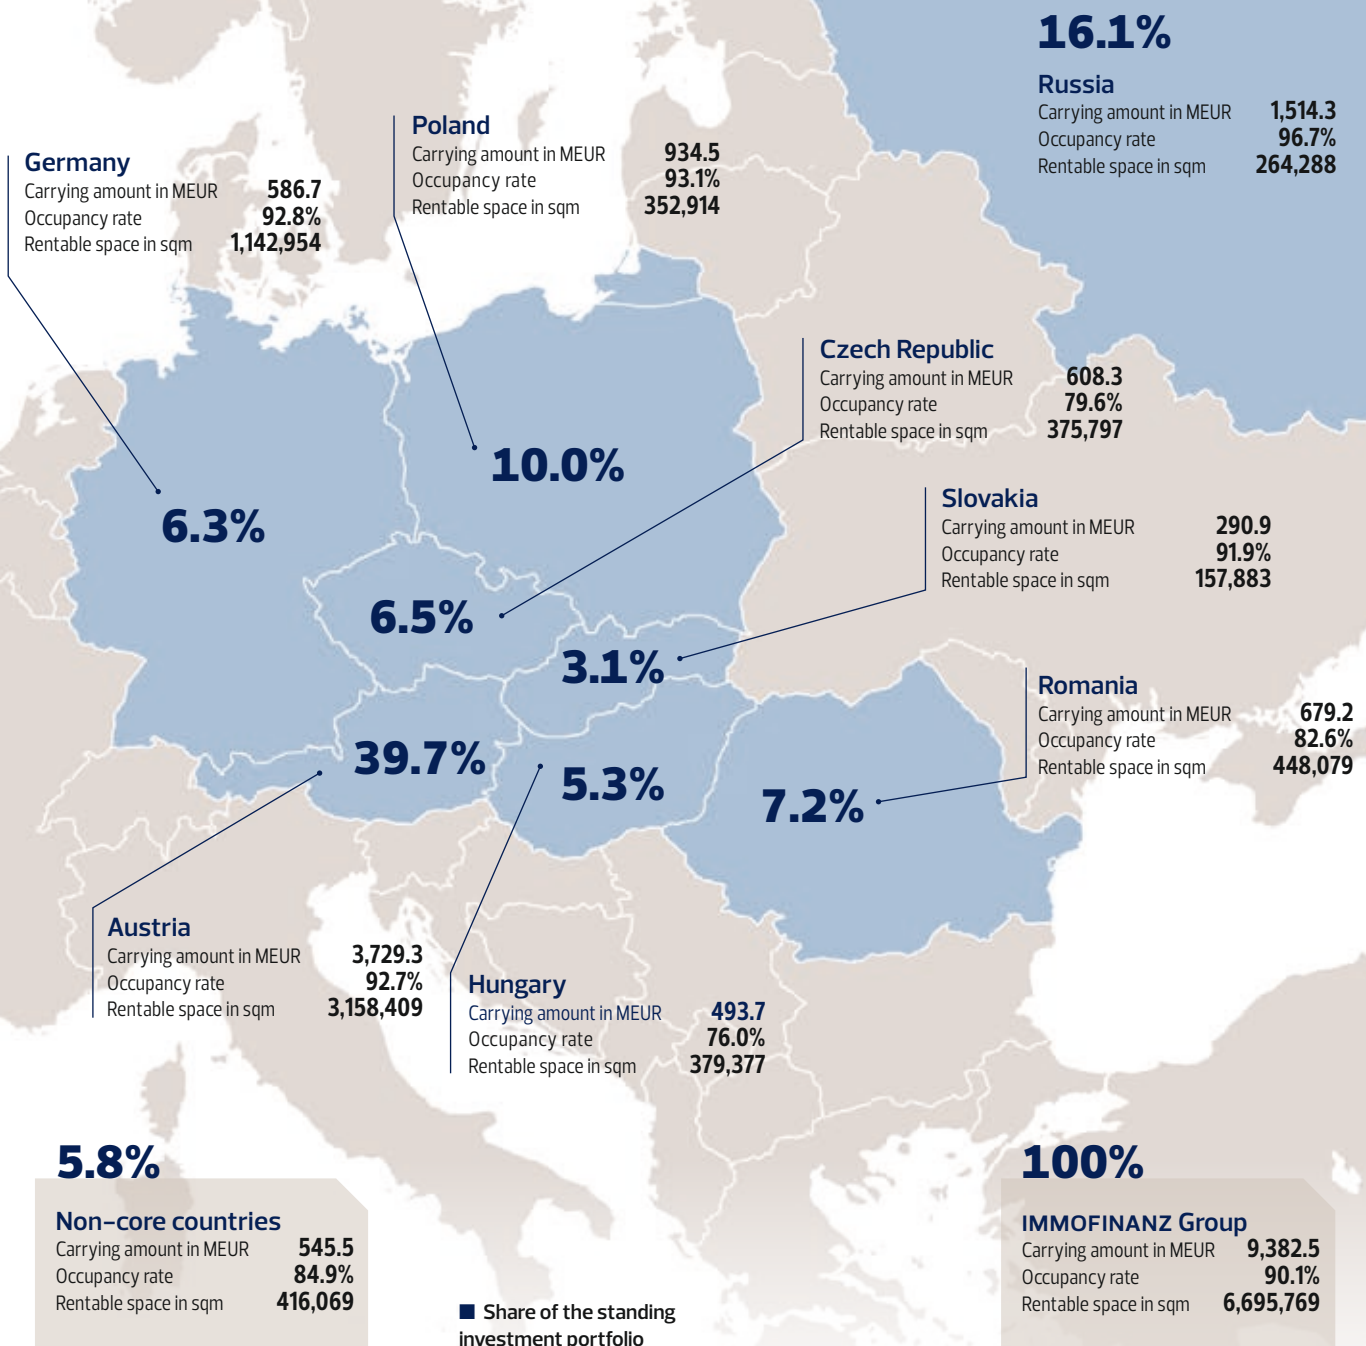 16.1%
Russia
Carrying amount in MEUR 1,514.3
Occupancy rate 96.7%
Rentable space in sqm 264,288
Poland
Carrying amount in MEUR 934.5
Occupancy rate 93.1%
Rentable space in sqm 352,914
Germany
Carrying amount in MEUR 586.7
Occupancy rate 92.8%
Rentable space in sqm 1,142,954
Czech Republic
Carrying amount in MEUR 608.3
Occupancy rate 79.6%
Rentable space in sqm 375,797
10.0%
6.3%
Slovakia
Carrying amount in MEUR 290.9
Occupancy rate 91.9%
Rentable space in sqm 157,883
6.5%
3.1%
Romania
Carrying amount in MEUR 679.2
Occupancy rate 82.6%
Rentable space in sqm 448,079
39.7%
5.3%
7.2%
Austria
Carrying amount in MEUR 3,729.3
Occupancy rate 92.7%
Rentable space in sqm 3,158,409
Hungary
Carrying amount in MEUR 493.7
Occupancy rate 76.0%
Rentable space in sqm 379,377
5.8%
Non-core countries
Carrying amount in MEUR 545.5
Occupancy rate 84.9%
Rentable space in sqm 416,069
100%
IMMOFINANZ Group
Carrying amount in MEUR 9,382.5
Occupancy rate 90.1%
Rentable space in sqm 6,695,769
Share of the standing
investment portfolio